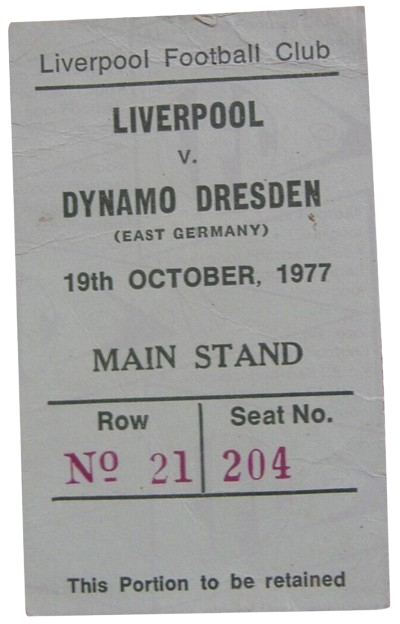 Liverpool Football Club
LIVERPOOL
v.
DYNAMO DRESDEN
(EAST GERMANY)
19th OCTOBER, 1977
MAIN STAND
Row Seat No.
Nº 21 204
This Portion to be retained